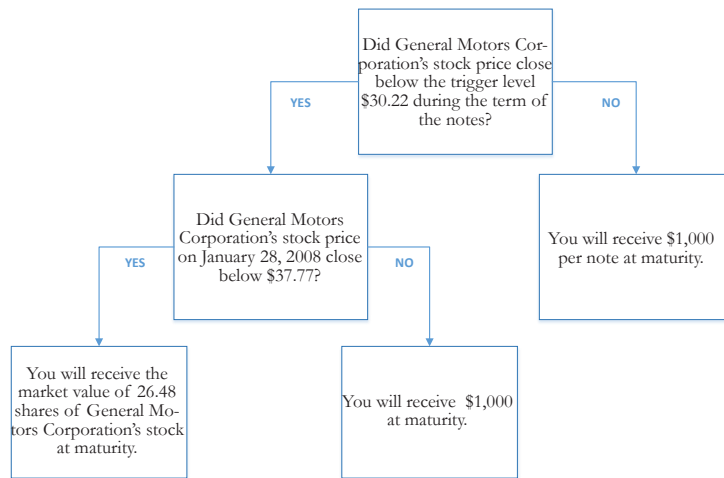 Did General Motors Cor-
poration's stock price close
below the trigger level
$30.22 during the term of
the notes?
YES
NO
Did General Motors
Corporation's stock price
on January 28, 2008 close
below $37.77?
You will receive $1,000
per note at maturity.
YES
NO
You will receive the
market value of 26.48
shares of General Mo-
tors Corporation's stock
at maturity.
You will receive $1,000
at maturity.